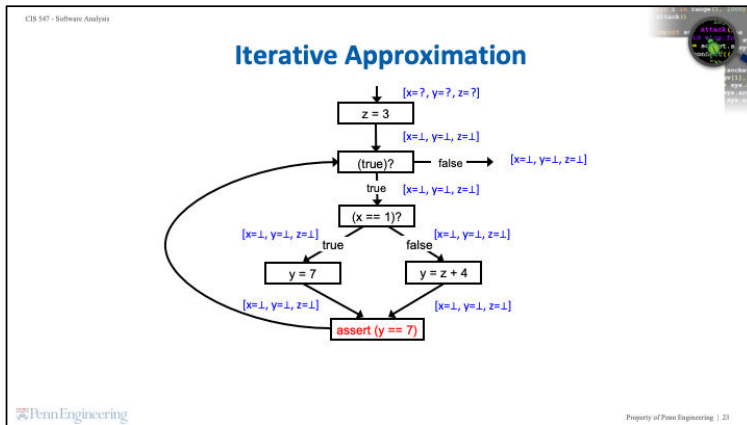 CIS 547 - Software Analysis
Iterative Approximation
[x=?, y=?, z=?]
z = 3
[x=⊥, y=⊥, z=⊥]
(true)?
false
[x=⊥, y=⊥, z=⊥]
true
[x=⊥, y=⊥, z=⊥]
(x == 1)?
[x=⊥, y=⊥, z=⊥]
true
false
[x=⊥, y=⊥, z=⊥]
y = 7
y = z + 4
[x=⊥, y=⊥, z=⊥]
[x=⊥, y=⊥, z=⊥]
assert (y == 7)
Penn Engineering
Property of Penn Engineering | 23